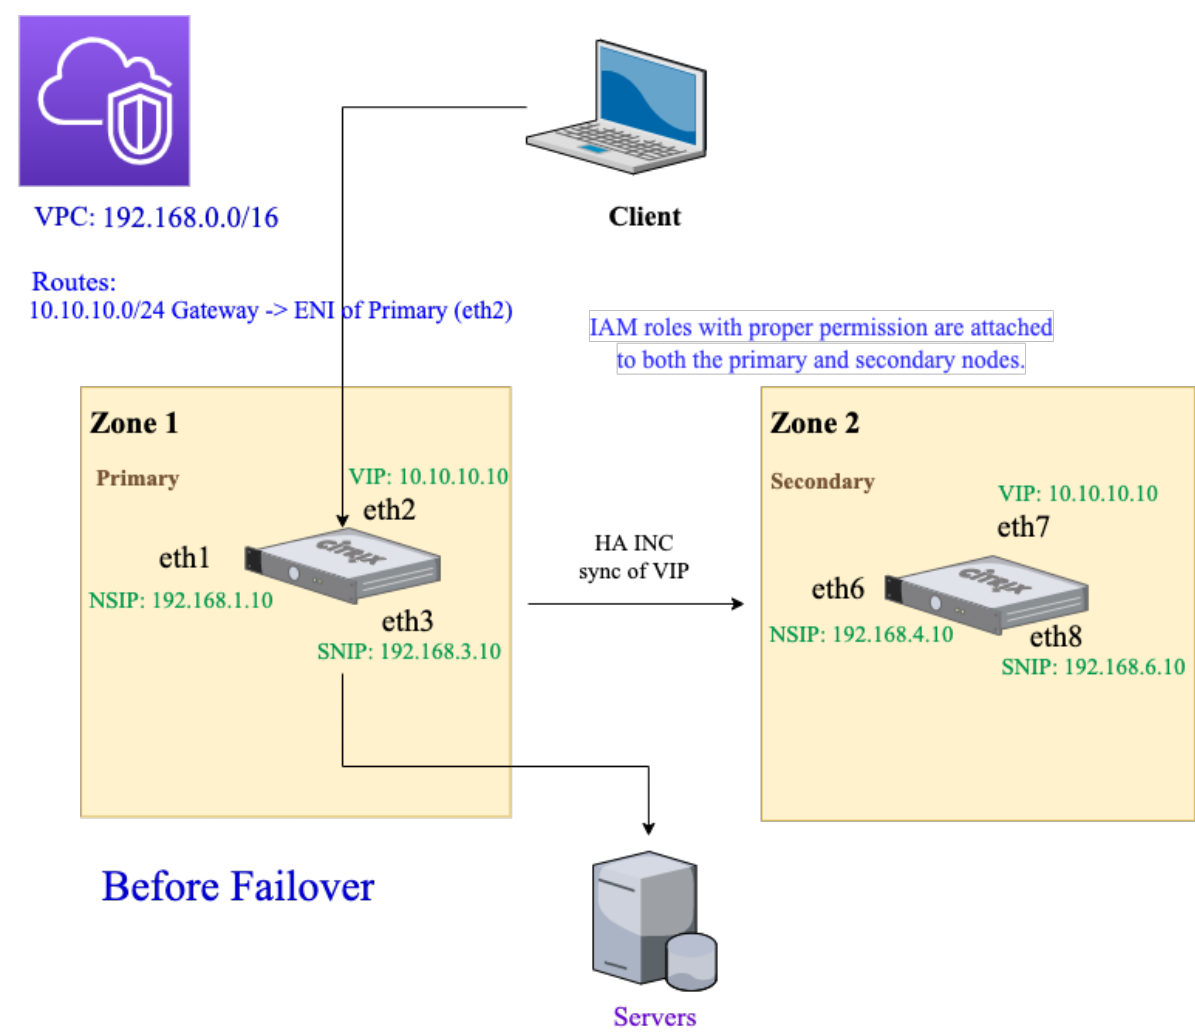 VPC: 192.168.0.0/16
Client
Routes:
10.10.10.0/24 Gateway -> ENI of Primary (eth2)
IAM roles with proper permission are attached
to both the primary and secondary nodes.
Zone 1
Primary
VIP: 10.10.10.10
eth2
CİTRIX
eth1
NSIP: 192.168.1.10
eth3
SNIP: 192.168.3.10
HA INC
sync of VIP
Zone 2
Secondary
VIP: 10.10.10.10
eth7
CİTRIX
eth6
NSIP: 192.168.4.10
eth8
SNIP: 192.168.6.10
Before Failover
Servers